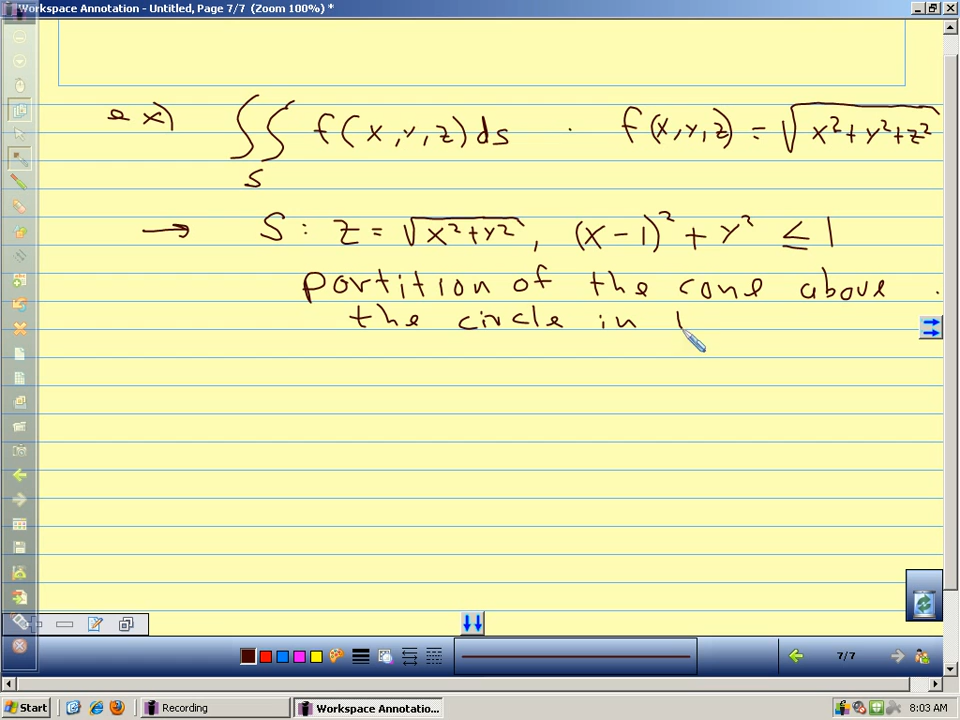 Workspace Annotation - Untitled, Page 7/7 (Zoom 100%) *
ex) ∫∫ f(x,y,z)ds . f(x,y,z) = √x²+y²+z²
S
→ S: z = √x²+y², (x-1)²+y² ≤ 1
portition of the cone above .
the circle in
7/7
Start Recording Workspace Annotatio... 8:03 AM